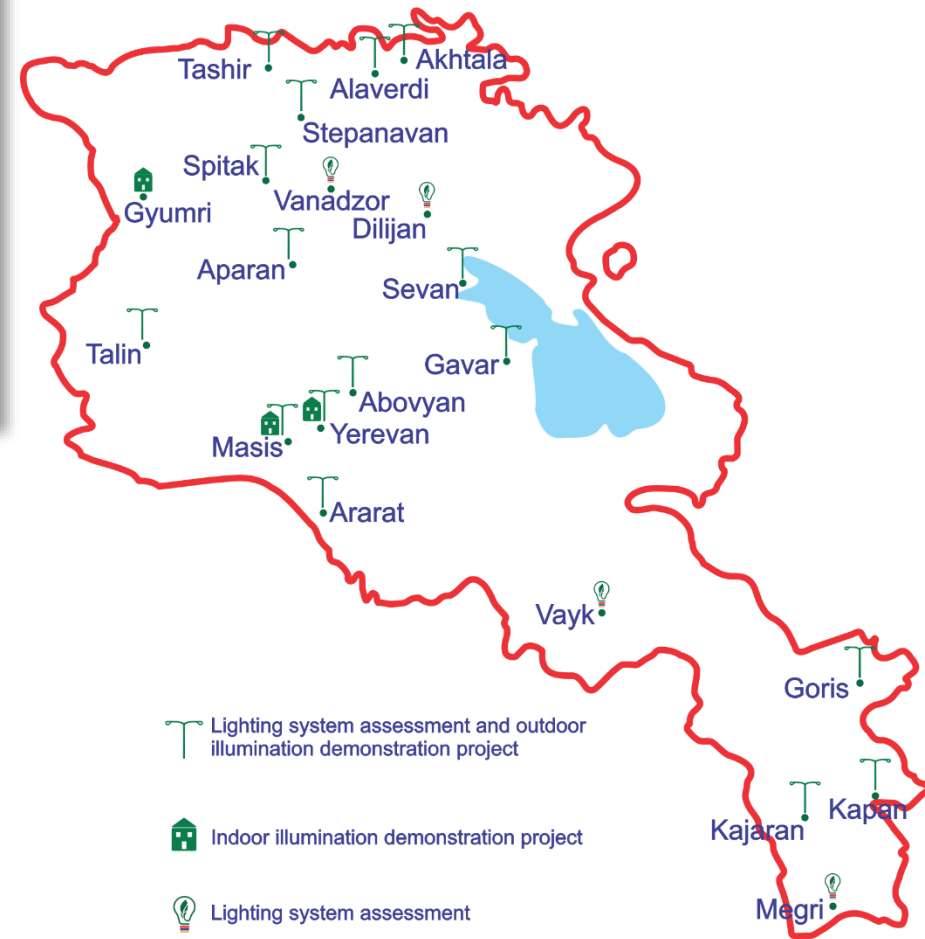 Akhtala
Tashir
Alaverdi
Stepanavan
Spitak
Vanadzor
Gyumri
Dilijan
Aparan
Sevan
Talin
Gavar
Abovyan
Yerevan
Masis
Ararat
Vayk
Goris
Lighting system assessment and outdoor
illumination demonstration project
Kapan
Kajaran
Indoor illumination demonstration project
Megri
Lighting system assessment